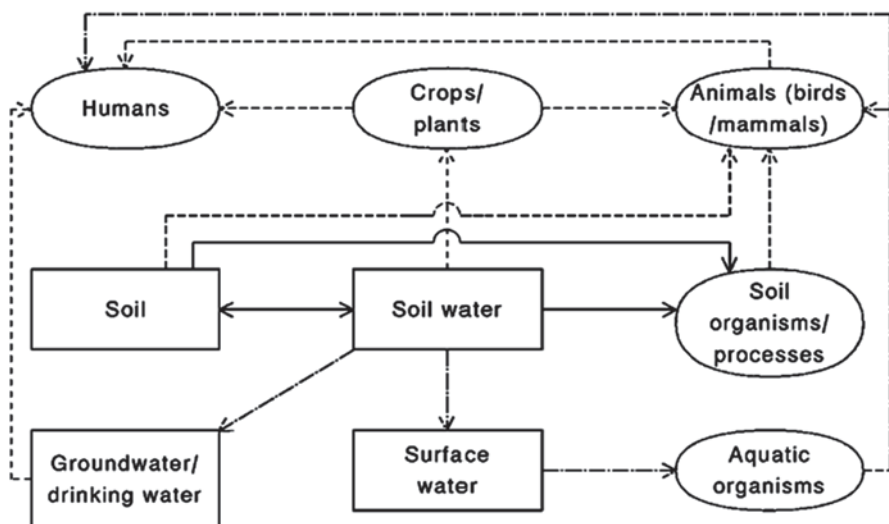 Humans
Crops/
plants
Animals (birds
/mammals)
Soil
Soil water
Soil
organisms/
processes
Groundwater/
drinking water
Surface
water
Aquatic
organisms